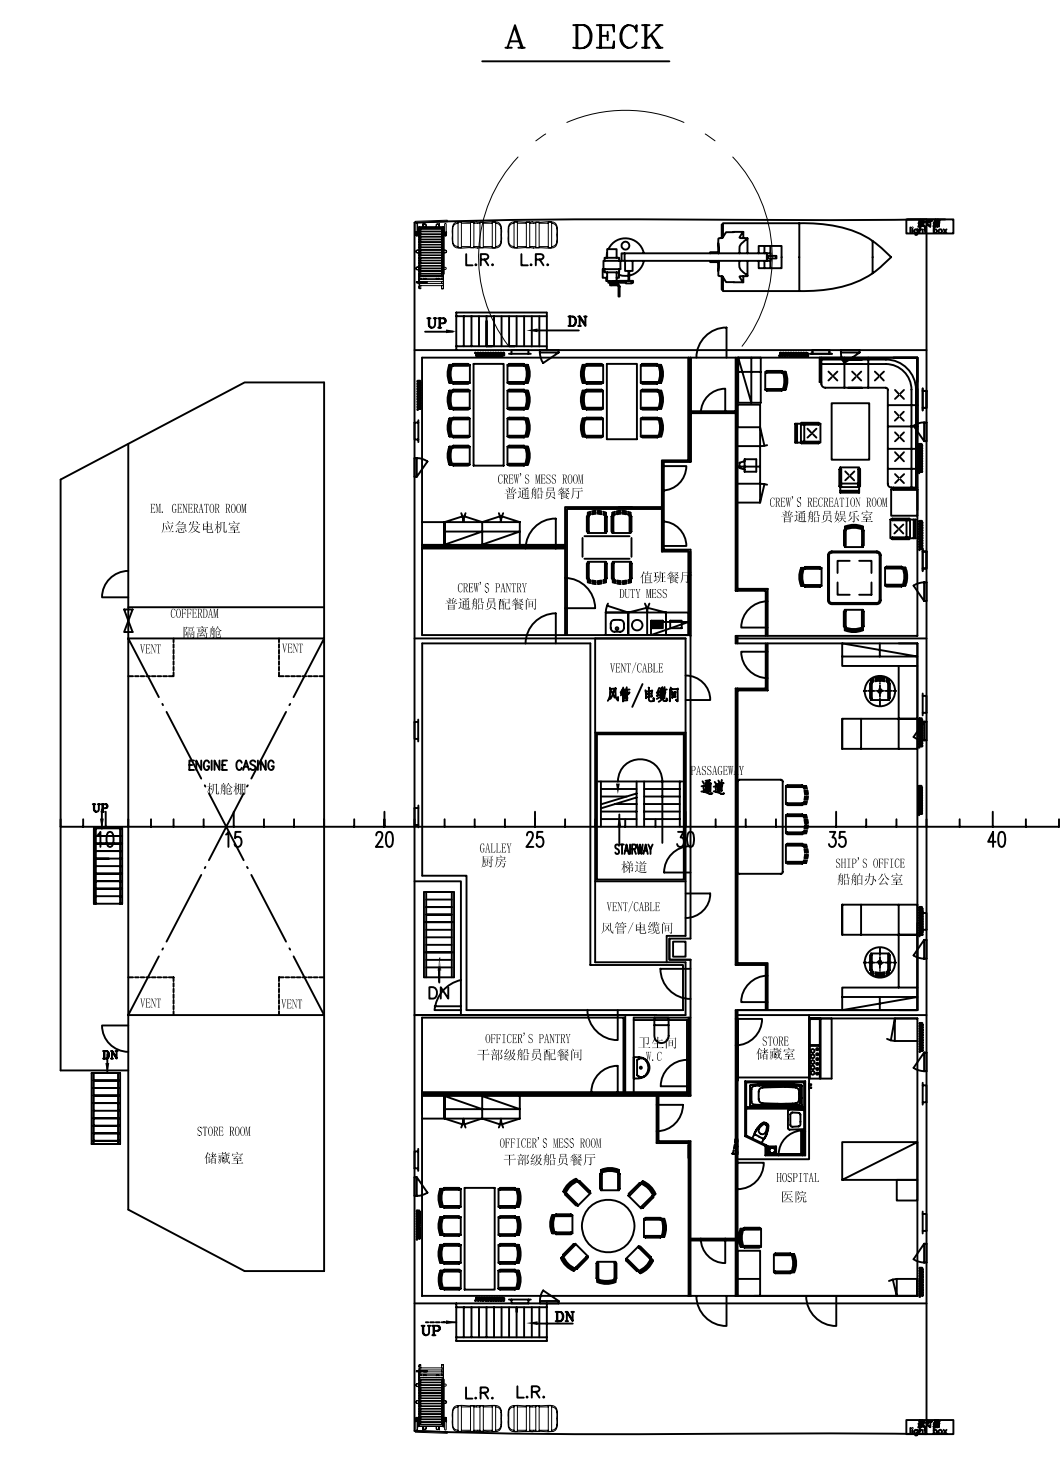 A DECK
light box
L.R.
L.R.
UP
DN
CREW'S MESS ROOM
普通船员餐厅
CREW'S RECREATION ROOM
普通船员娱乐室
EM. GENERATOR ROOM
应急发电机室
值班餐厅
DUTY MESS
CREW'S PANTRY
普通船员配餐间
COFFERDAM
隔离舱
VENT
VENT
VENT/CABLE
风管/电缆间
ENGINE CASING
机舱棚
PASSAGEWAY
通道
UP
10
15
20
25
30
35
40
GALLEY
厨房
STAIRWAY
梯道
SHIP'S OFFICE
船舶办公室
VENT/CABLE
风管/电缆间
DN
VENT
VENT
OFFICER'S PANTRY
干部级船员配餐间
卫生间
W.C
STORE
储藏室
DN
STORE ROOM
储藏室
OFFICER'S MESS ROOM
干部级船员餐厅
HOSPITAL
医院
UP
DN
L.R.
L.R.
light box